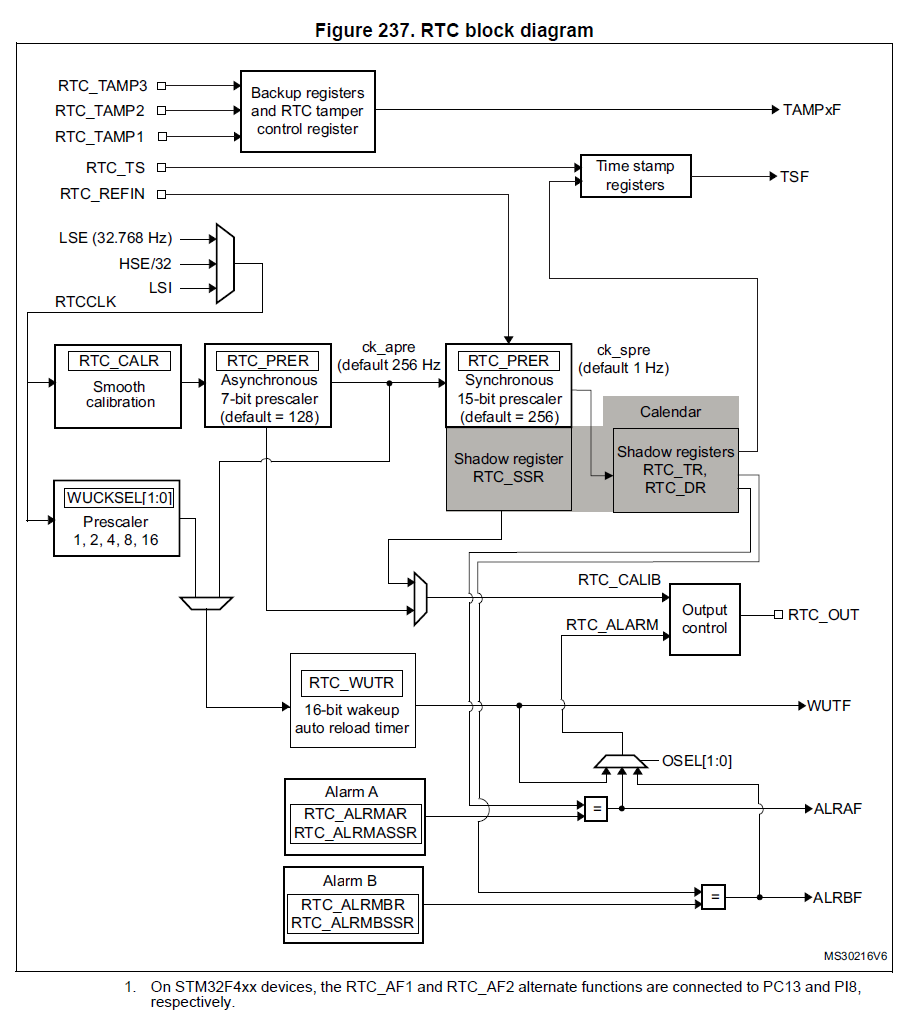 Figure 237. RTC block diagram
RTC_TAMP3
RTC_TAMP2
RTC_TAMP1
Backup registers
and RTC tamper
control register
TAMPxF
RTC_TS
RTC_REFIN
Time stamp
registers
TSF
LSE (32.768 Hz)
HSE/32
LSI
RTCCLK
RTC_CALR
Smooth
calibration
RTC_PRER
Asynchronous
7-bit prescaler
(default = 128)
ck_apre
(default 256 Hz
RTC_PRER
Synchronous
15-bit prescaler
(default = 256)
ck_spre
(default 1 Hz)
Calendar
Shadow register
RTC_SSR
Shadow registers
RTC_TR,
RTC_DR
WUCKSEL[1:0]
Prescaler
1, 2, 4, 8, 16
RTC_CALIB
RTC_ALARM
Output
control
RTC_OUT
RTC_WUTR
16-bit wakeup
auto reload timer
WUTF
OSEL[1:0]
Alarm A
RTC_ALRMAR
RTC_ALRMASSR
=
ALRAF
Alarm B
RTC_ALRMBR
RTC_ALRMBSSR
=
ALRBF
MS30216V6
1. On STM32F4xx devices, the RTC_AF1 and RTC_AF2 alternate functions are connected to PC13 and PI8,
respectively.